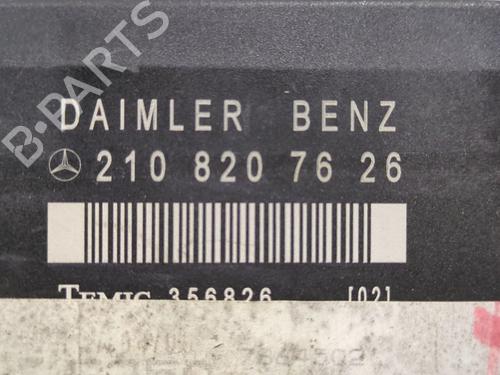 B-PARTS
DAIMLER BENZ
210 820 76 26
TEMIC 356826 [02]